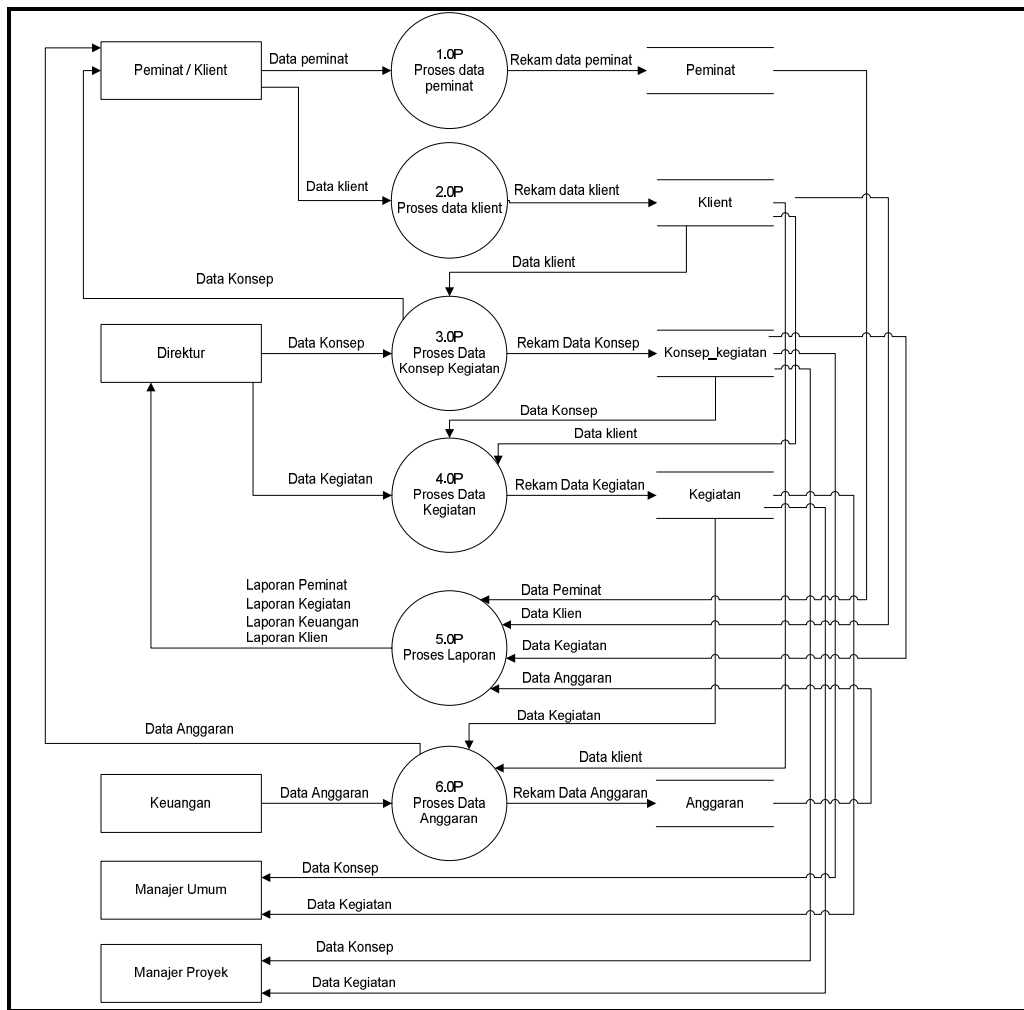 Peminat / Klient
Data peminat
1.0P
Proses data
peminat
Rekam data peminat
Peminat
Data klient
2.0P
Proses data klient
Rekam data klient
Klient
Data klient
Data Konsep
Direktur
Data Konsep
3.0P
Proses Data
Konsep Kegiatan
Rekam Data Konsep
Konsep_kegiatan
Data Konsep
Data klient
Data Kegiatan
4.0P
Proses Data
Kegiatan
Rekam Data Kegiatan
Kegiatan
Laporan Peminat
Laporan Kegiatan
Laporan Keuangan
Laporan Klien
5.0P
Proses Laporan
Data Peminat
Data Klien
Data Kegiatan
Data Anggaran
Data Kegiatan
Data Anggaran
Data klient
Keuangan
Data Anggaran
6.0P
Proses Data
Anggaran
Rekam Data Anggaran
Anggaran
Manajer Umum
Data Konsep
Data Kegiatan
Manajer Proyek
Data Konsep
Data Kegiatan